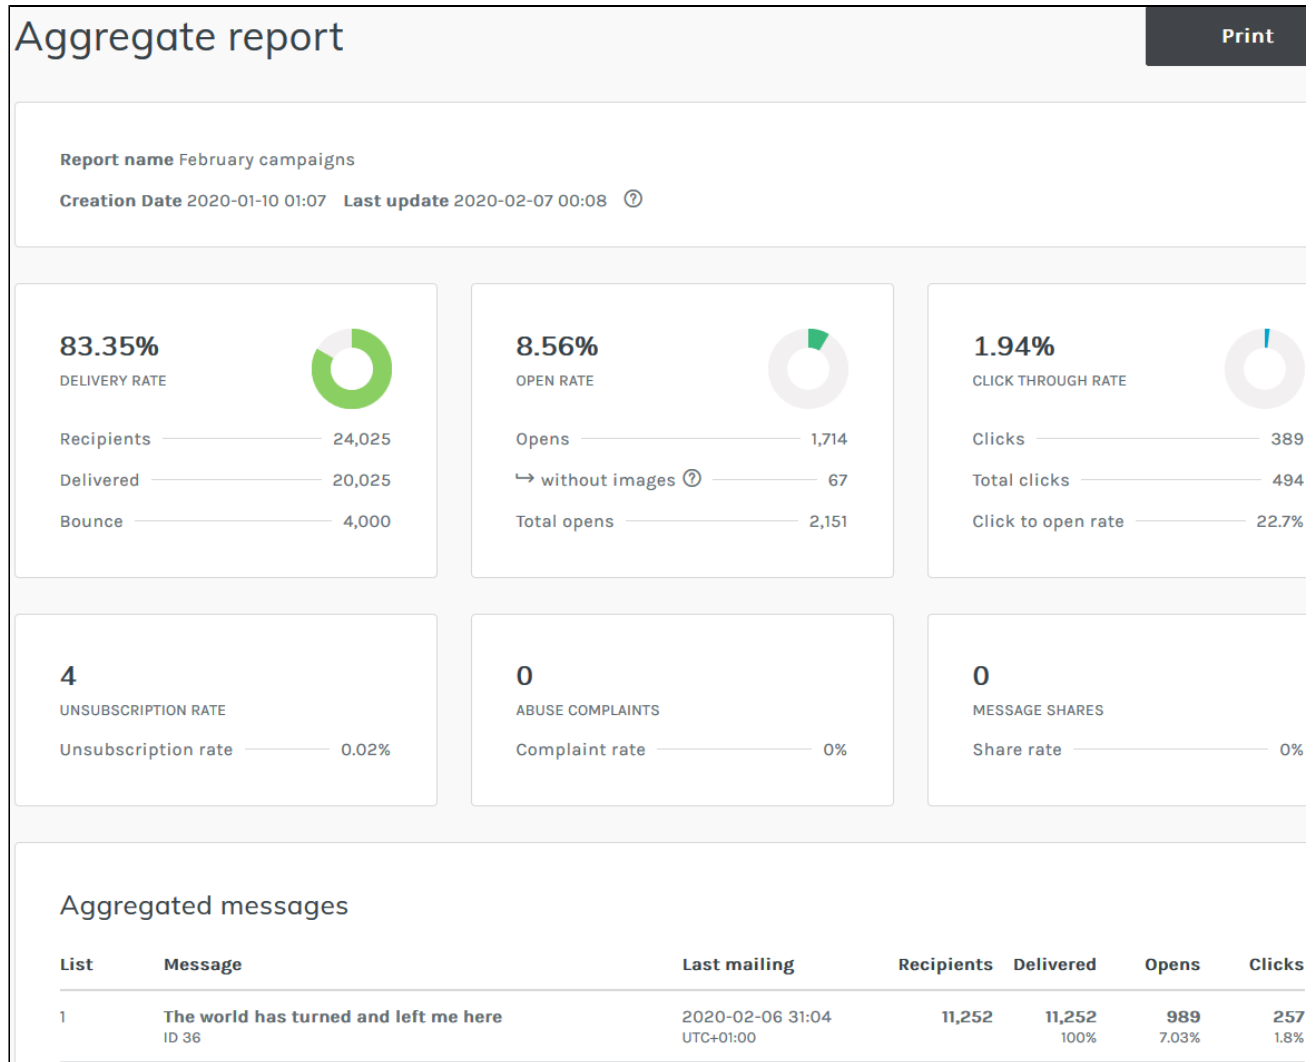 Aggregate report
Print
Report name February campaigns
Creation Date 2020-01-10 01:07 Last update 2020-02-07 00:08 ?
83.35%
DELIVERY RATE
Recipients 24,025
Delivered 20,025
Bounce 4,000
8.56%
OPEN RATE
Opens 1,714
↪ without images ? 67
Total opens 2,151
1.94%
CLICK THROUGH RATE
Clicks 389
Total clicks 494
Click to open rate 22.7%
4
UNSUBSCRIPTION RATE
Unsubscription rate 0.02%
0
ABUSE COMPLAINTS
Complaint rate 0%
0
MESSAGE SHARES
Share rate 0%
Aggregated messages
List Message Last mailing Recipients Delivered Opens Clicks
1 The world has turned and left me here 2020-02-06 31:04 11,252 11,252 989 257
ID 36 UTC+01:00 100% 7.03% 1.8%